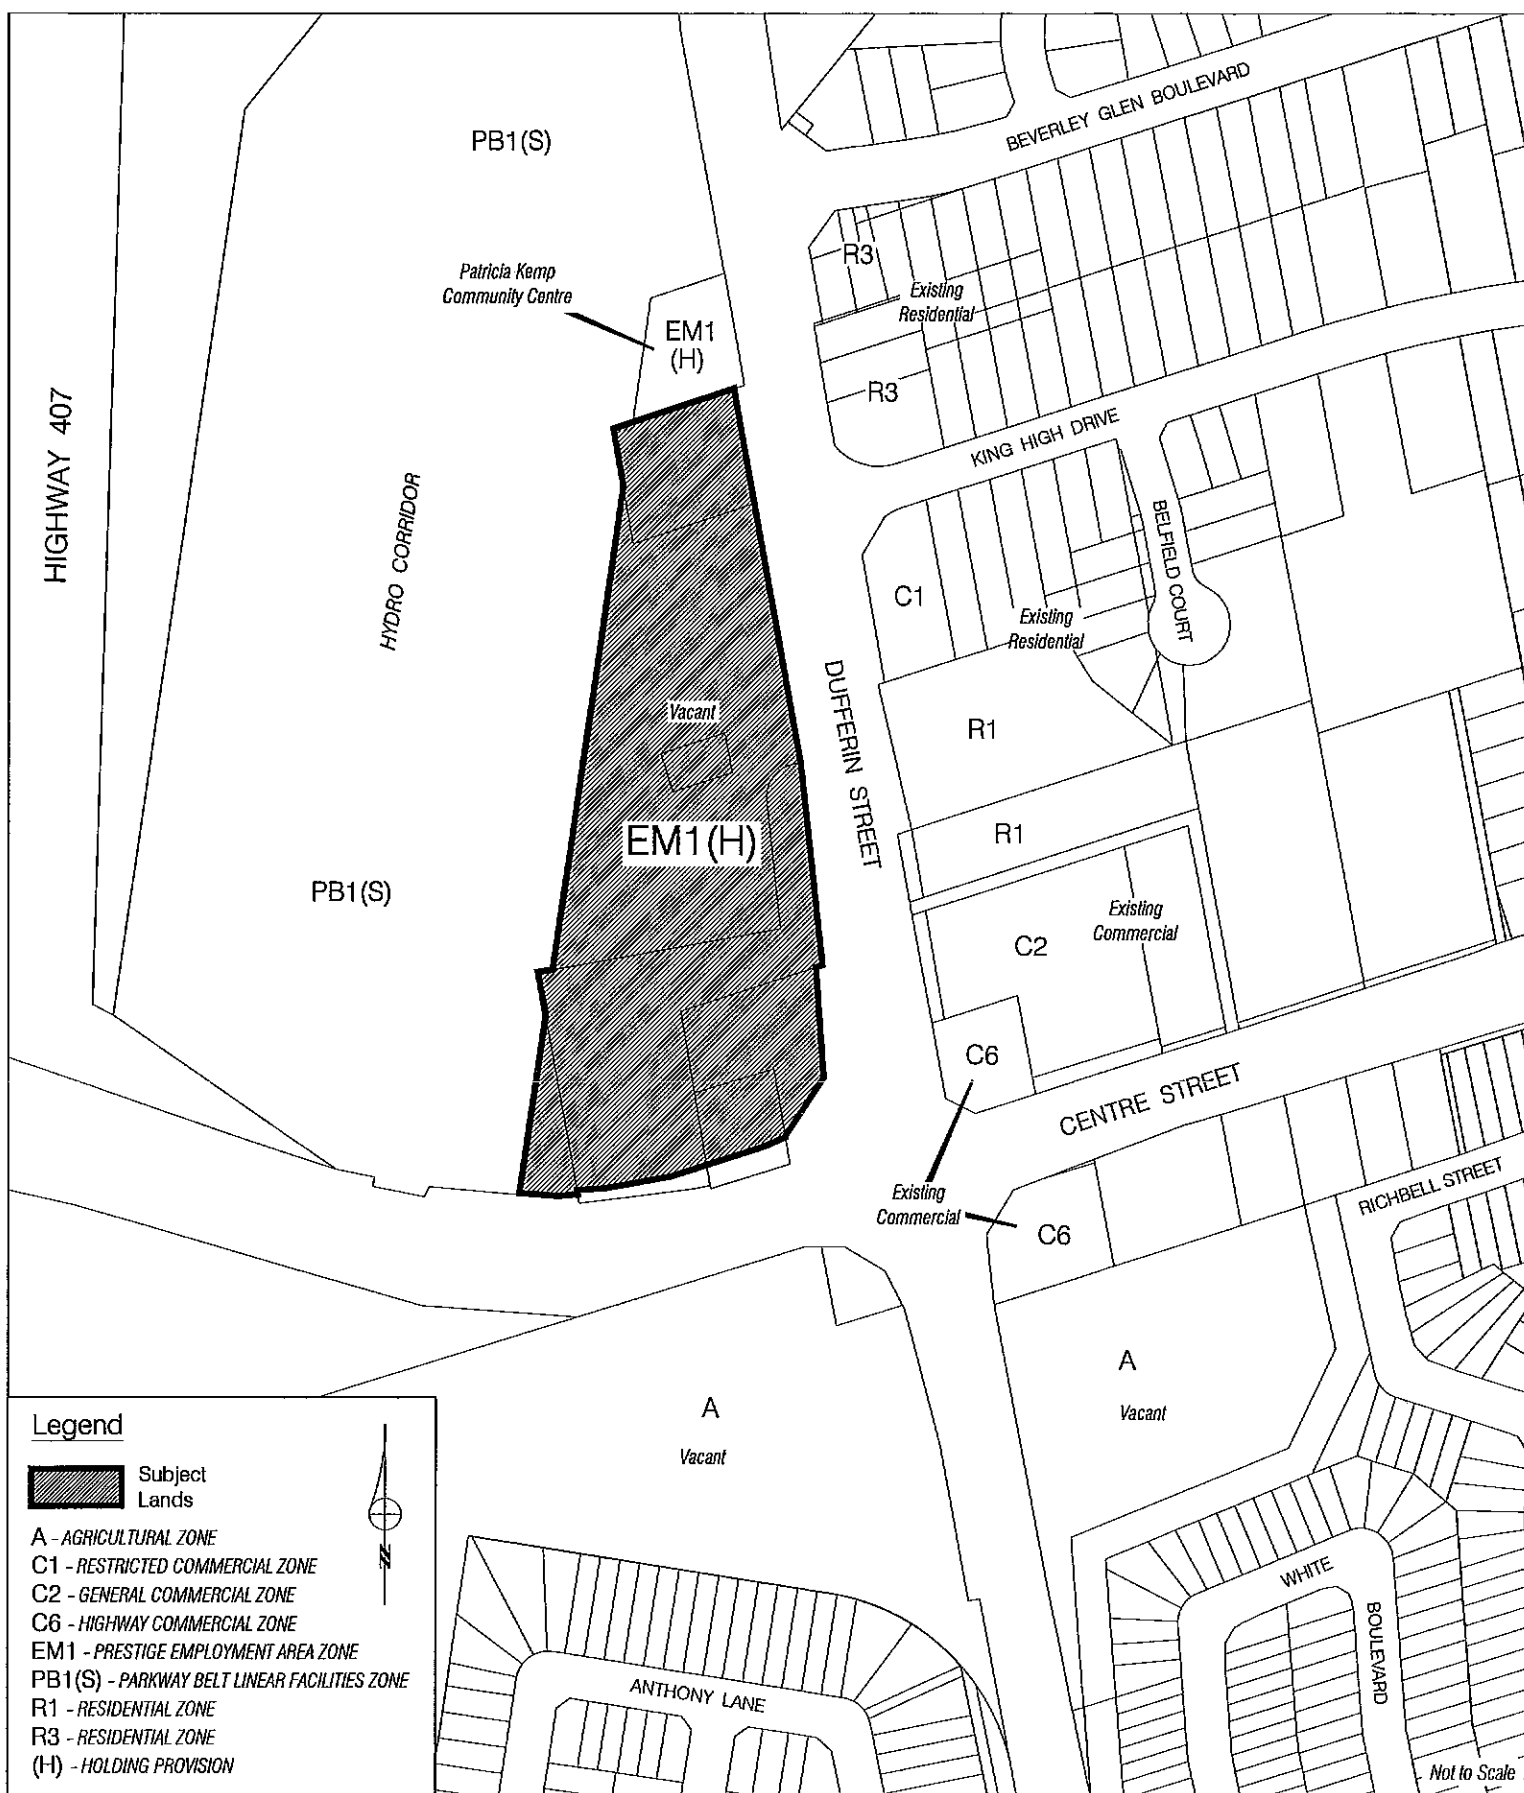 BEVERLEY GLEN BOULEVARD
PB1(S)
R3
Patricia Kemp
Community Centre
Existing
Residential
EM1
(H)
R3
HIGHWAY 407
KING HIGH DRIVE
HYDRO CORRIDOR
BELFIELD COURT
C1
Existing
Residential
DUFFERIN STREET
Vacant
R1
EM1(H)
R1
PB1(S)
Existing
Commercial
C2
C6
CENTRE STREET
Existing
Commercial
RICHBELL STREET
C6
A
Vacant
A
Vacant
Legend
Subject
Lands
N
A - AGRICULTURAL ZONE
C1 - RESTRICTED COMMERCIAL ZONE
C2 - GENERAL COMMERCIAL ZONE
C6 - HIGHWAY COMMERCIAL ZONE
EM1 - PRESTIGE EMPLOYMENT AREA ZONE
PB1(S) - PARKWAY BELT LINEAR FACILITIES ZONE
R1 - RESIDENTIAL ZONE
R3 - RESIDENTIAL ZONE
(H) - HOLDING PROVISION
WHITE
BOULEVARD
ANTHONY LANE
Not to Scale